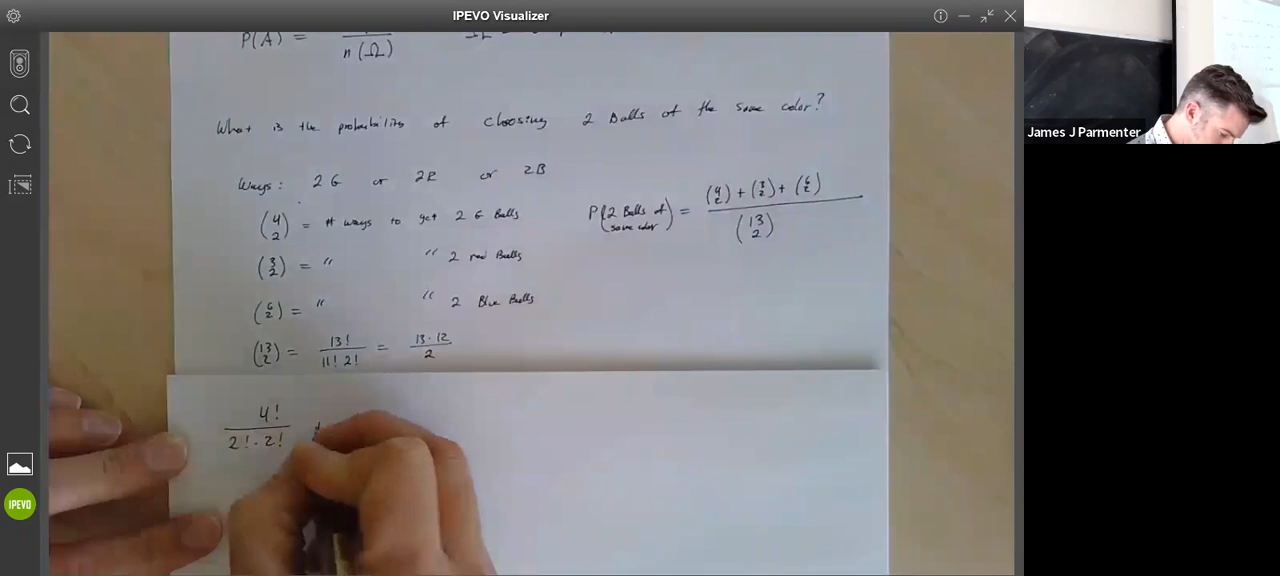 IPEVO Visualizer
James J Parmenter
P(A) =
n(Ω)
What is the probability of choosing 2 Balls of the same color?
Ways: 2G or 2R or 2B
(4 2) = # ways to get 2 G Balls
(3 2) = " " 2 red Balls
(6 2) = " " 2 Blue Balls
(13 2) = 13! / 11! 2! = 13·12 / 2
P(2 Balls of same color) = (4 2) + (3 2) + (6 2) / (13 2)
4! / 2!·2!
IPEVO